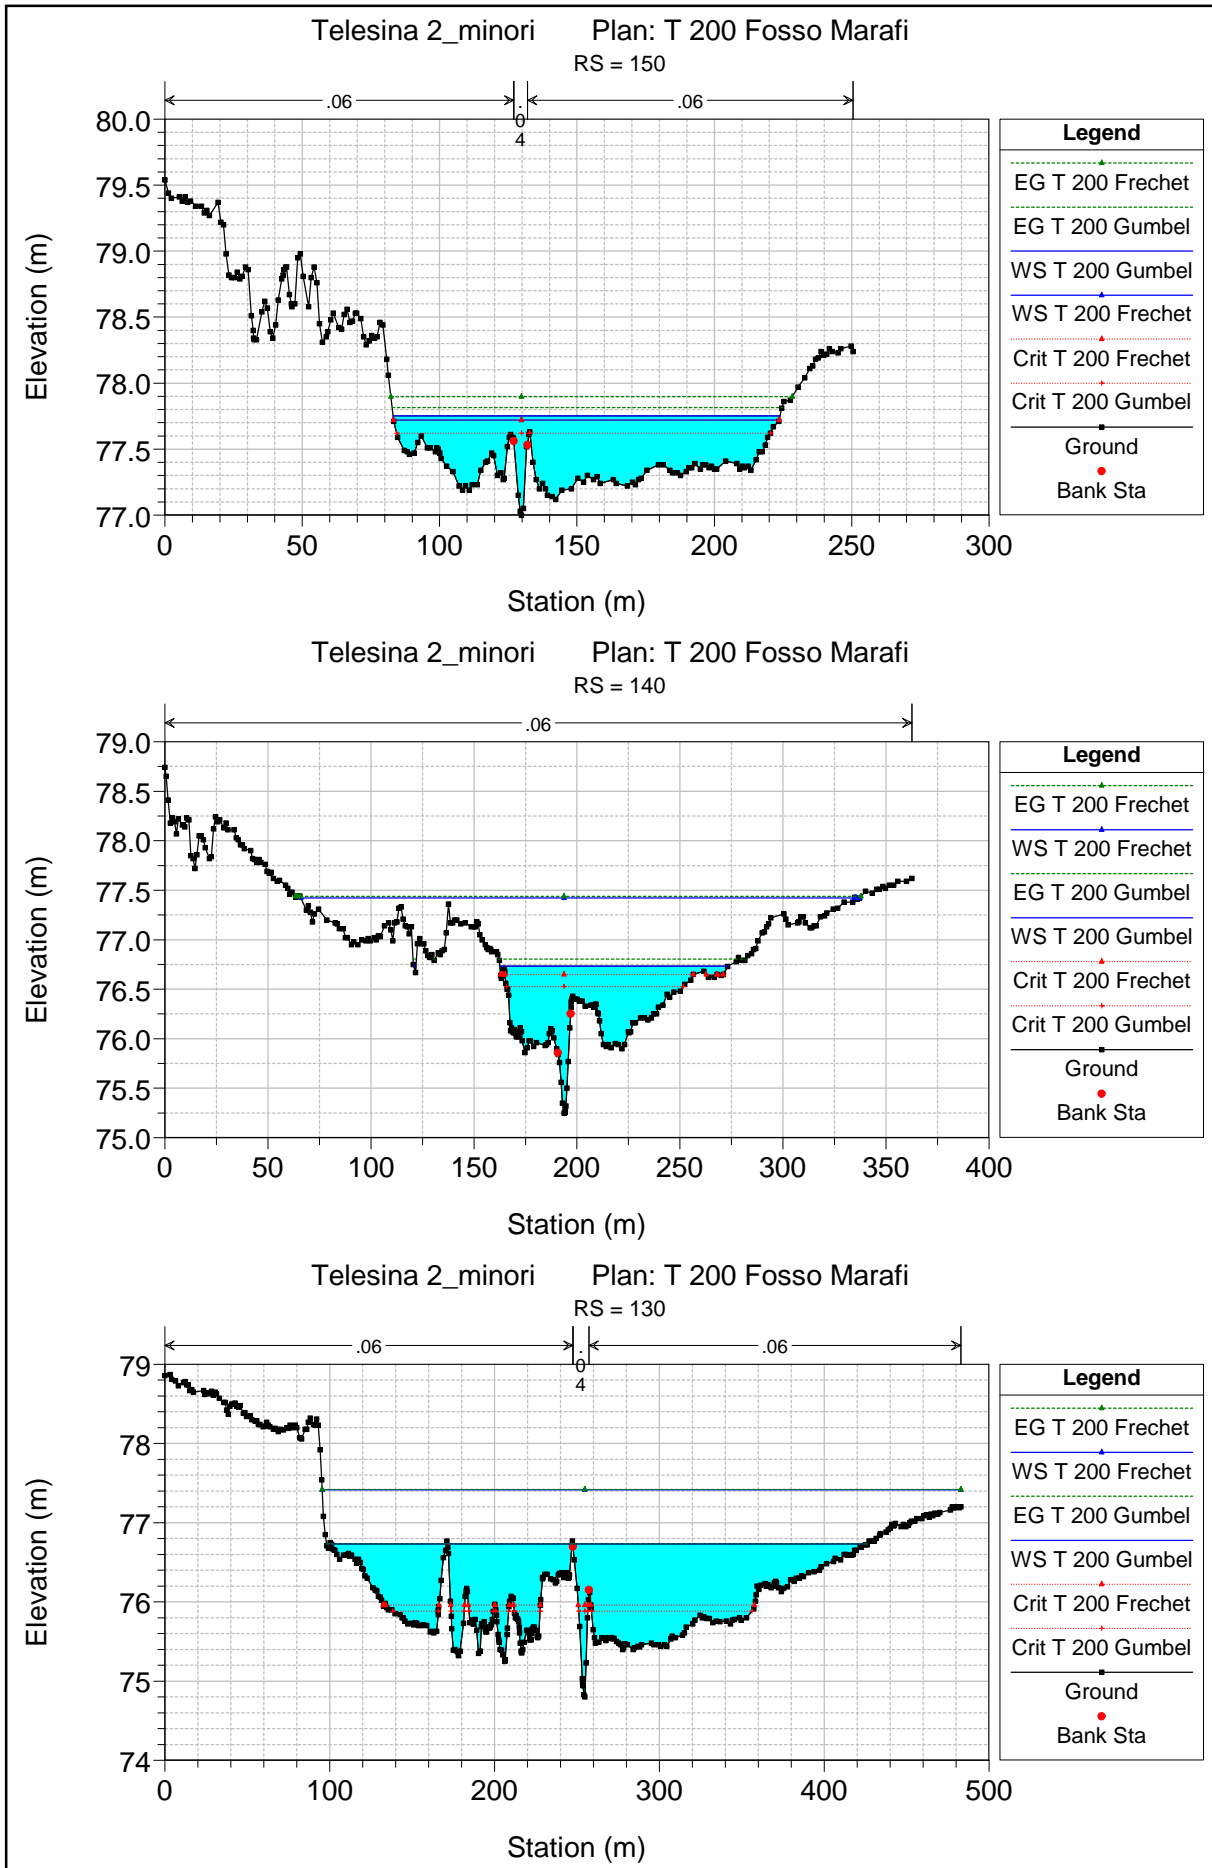 Telesina 2_minori Plan: T 200 Fosso Marafi
RS = 150
.06 .04 .06
Elevation (m)
80.0
79.5
79.0
78.5
78.0
77.5
77.0
0 50 100 150 200 250 300
Station (m)
Legend
EG T 200 Frechet
EG T 200 Gumbel
WS T 200 Gumbel
WS T 200 Frechet
Crit T 200 Frechet
Crit T 200 Gumbel
Ground
Bank Sta
Telesina 2_minori Plan: T 200 Fosso Marafi
RS = 140
.06
Elevation (m)
79.0
78.5
78.0
77.5
77.0
76.5
76.0
75.5
75.0
0 50 100 150 200 250 300 350 400
Station (m)
Legend
EG T 200 Frechet
WS T 200 Frechet
EG T 200 Gumbel
WS T 200 Gumbel
Crit T 200 Frechet
Crit T 200 Gumbel
Ground
Bank Sta
Telesina 2_minori Plan: T 200 Fosso Marafi
RS = 130
.06 .04 .06
Elevation (m)
79
78
77
76
75
74
0 100 200 300 400 500
Station (m)
Legend
EG T 200 Frechet
WS T 200 Frechet
EG T 200 Gumbel
WS T 200 Gumbel
Crit T 200 Frechet
Crit T 200 Gumbel
Ground
Bank Sta